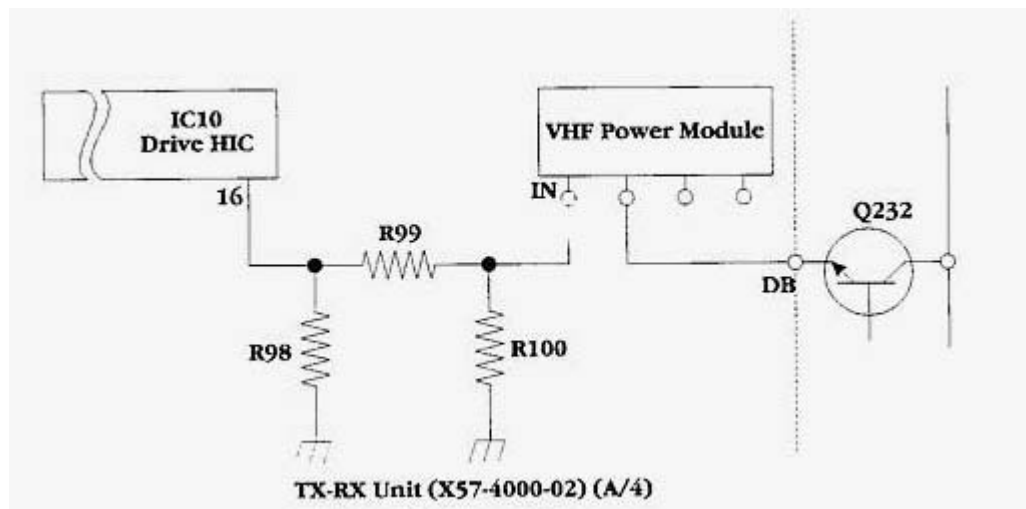 IC10
Drive HIC
16
VHF Power Module
IN
Q232
R99
DB
R98
R100
TX-RX Unit (X57-4000-02) (A/4)